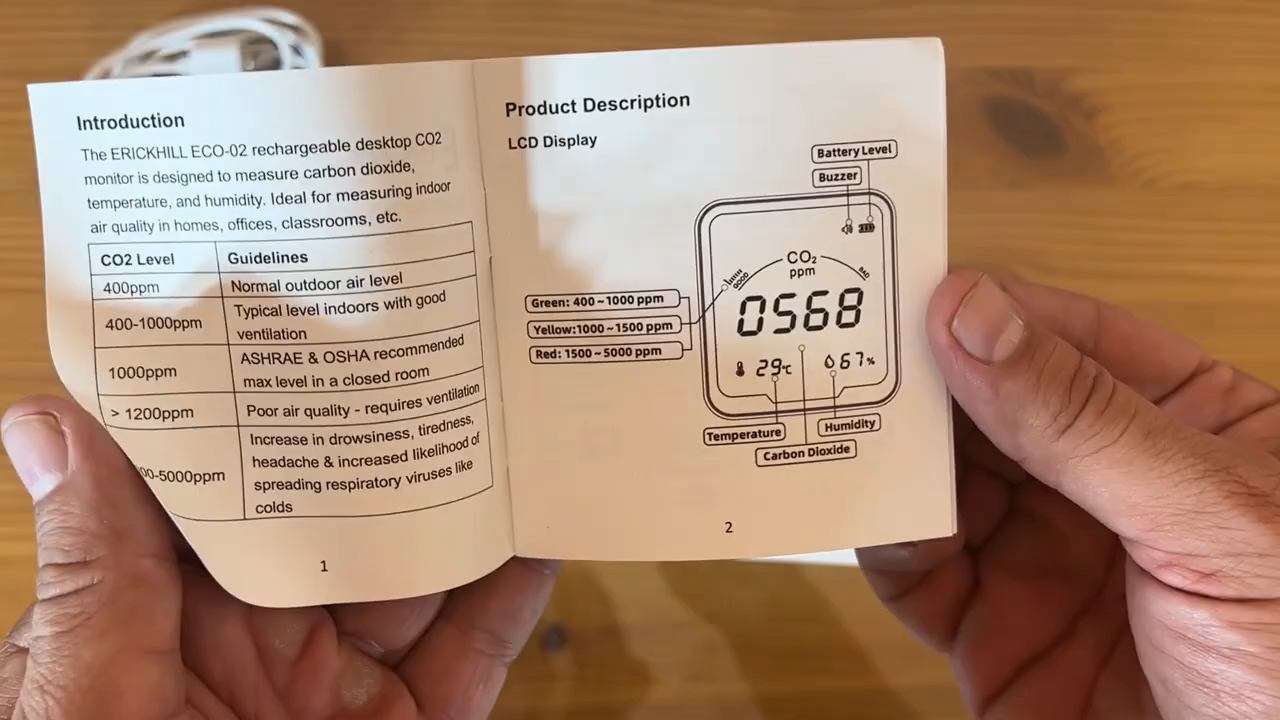 Introduction
The ERICKHILL ECO-02 rechargeable desktop CO2
monitor is designed to measure carbon dioxide,
temperature, and humidity. Ideal for measuring indoor
air quality in homes, offices, classrooms, etc.
CO2 Level Guidelines
400ppm Normal outdoor air level
400-1000ppm Typical level indoors with good
ventilation
1000ppm ASHRAE & OSHA recommended
max level in a closed room
> 1200ppm Poor air quality - requires ventilation
00-5000ppm Increase in drowsiness, tiredness,
headache & increased likelihood of
spreading respiratory viruses like
colds
1
Product Description
LCD Display
Battery Level
Buzzer
CO₂
ppm
GOOD
BAD
Green: 400~1000 ppm
Yellow:1000~1500 ppm
Red: 1500~5000 ppm
0568
29℃
67%
Temperature
Humidity
Carbon Dioxide
2